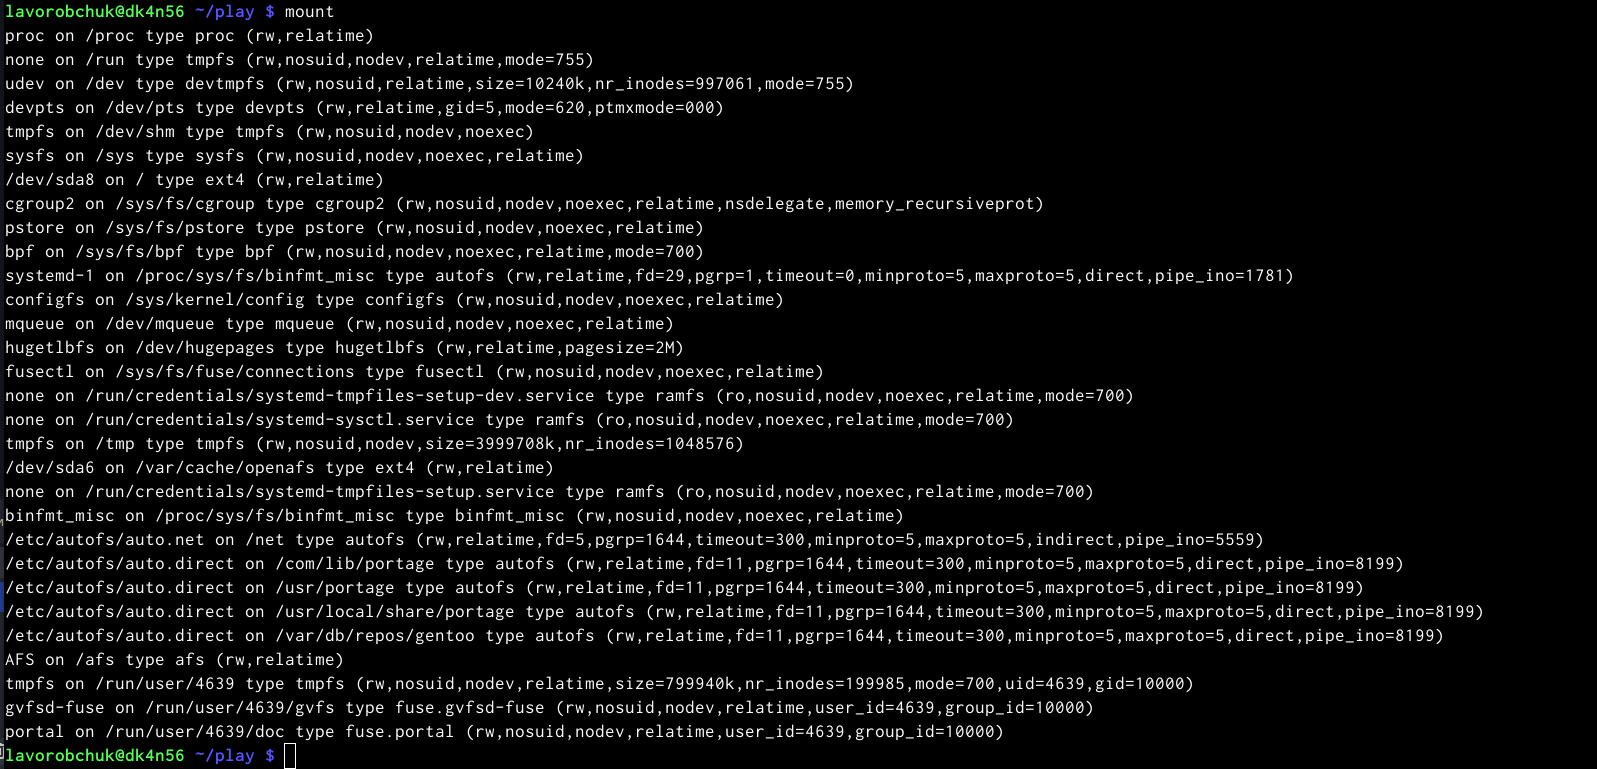 lavorobchuk@dk4n56 ~/play $ mount
proc on /proc type proc (rw,relatime)
none on /run type tmpfs (rw,nosuid,nodev,relatime,mode=755)
udev on /dev type devtmpfs (rw,nosuid,relatime,size=10240k,nr_inodes=997061,mode=755)
devpts on /dev/pts type devpts (rw,relatime,gid=5,mode=620,ptmxmode=000)
tmpfs on /dev/shm type tmpfs (rw,nosuid,nodev,noexec)
sysfs on /sys type sysfs (rw,nosuid,nodev,noexec,relatime)
/dev/sda8 on / type ext4 (rw,relatime)
cgroup2 on /sys/fs/cgroup type cgroup2 (rw,nosuid,nodev,noexec,relatime,nsdelegate,memory_recursiveprot)
pstore on /sys/fs/pstore type pstore (rw,nosuid,nodev,noexec,relatime)
bpf on /sys/fs/bpf type bpf (rw,nosuid,nodev,noexec,relatime,mode=700)
systemd-1 on /proc/sys/fs/binfmt_misc type autofs (rw,relatime,fd=29,pgrp=1,timeout=0,minproto=5,maxproto=5,direct,pipe_ino=1781)
configfs on /sys/kernel/config type configfs (rw,nosuid,nodev,noexec,relatime)
mqueue on /dev/mqueue type mqueue (rw,nosuid,nodev,noexec,relatime)
hugetlbfs on /dev/hugepages type hugetlbfs (rw,relatime,pagesize=2M)
fusectl on /sys/fs/fuse/connections type fusectl (rw,nosuid,nodev,noexec,relatime)
none on /run/credentials/systemd-tmpfiles-setup-dev.service type ramfs (ro,nosuid,nodev,noexec,relatime,mode=700)
none on /run/credentials/systemd-sysctl.service type ramfs (ro,nosuid,nodev,noexec,relatime,mode=700)
tmpfs on /tmp type tmpfs (rw,nosuid,nodev,size=3999708k,nr_inodes=1048576)
/dev/sda6 on /var/cache/openafs type ext4 (rw,relatime)
none on /run/credentials/systemd-tmpfiles-setup.service type ramfs (ro,nosuid,nodev,noexec,relatime,mode=700)
binfmt_misc on /proc/sys/fs/binfmt_misc type binfmt_misc (rw,nosuid,nodev,noexec,relatime)
/etc/autofs/auto.net on /net type autofs (rw,relatime,fd=5,pgrp=1644,timeout=300,minproto=5,maxproto=5,indirect,pipe_ino=5559)
/etc/autofs/auto.direct on /com/lib/portage type autofs (rw,relatime,fd=11,pgrp=1644,timeout=300,minproto=5,maxproto=5,direct,pipe_ino=8199)
/etc/autofs/auto.direct on /usr/portage type autofs (rw,relatime,fd=11,pgrp=1644,timeout=300,minproto=5,maxproto=5,direct,pipe_ino=8199)
/etc/autofs/auto.direct on /usr/local/share/portage type autofs (rw,relatime,fd=11,pgrp=1644,timeout=300,minproto=5,maxproto=5,direct,pipe_ino=8199)
/etc/autofs/auto.direct on /var/db/repos/gentoo type autofs (rw,relatime,fd=11,pgrp=1644,timeout=300,minproto=5,maxproto=5,direct,pipe_ino=8199)
AFS on /afs type afs (rw,relatime)
tmpfs on /run/user/4639 type tmpfs (rw,nosuid,nodev,relatime,size=799940k,nr_inodes=199985,mode=700,uid=4639,gid=10000)
gvfsd-fuse on /run/user/4639/gvfs type fuse.gvfsd-fuse (rw,nosuid,nodev,relatime,user_id=4639,group_id=10000)
portal on /run/user/4639/doc type fuse.portal (rw,nosuid,nodev,relatime,user_id=4639,group_id=10000)
lavorobchuk@dk4n56 ~/play $